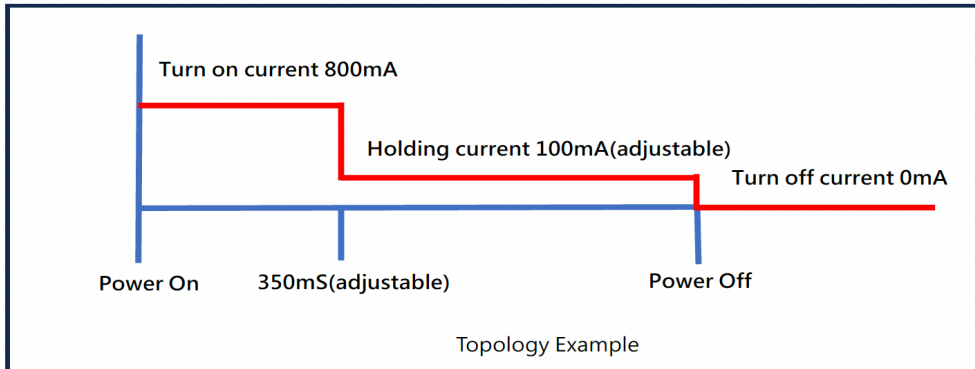 Turn on current 800mA
Holding current 100mA(adjustable)
Turn off current 0mA
Power On
350mS(adjustable)
Power Off
Topology Example